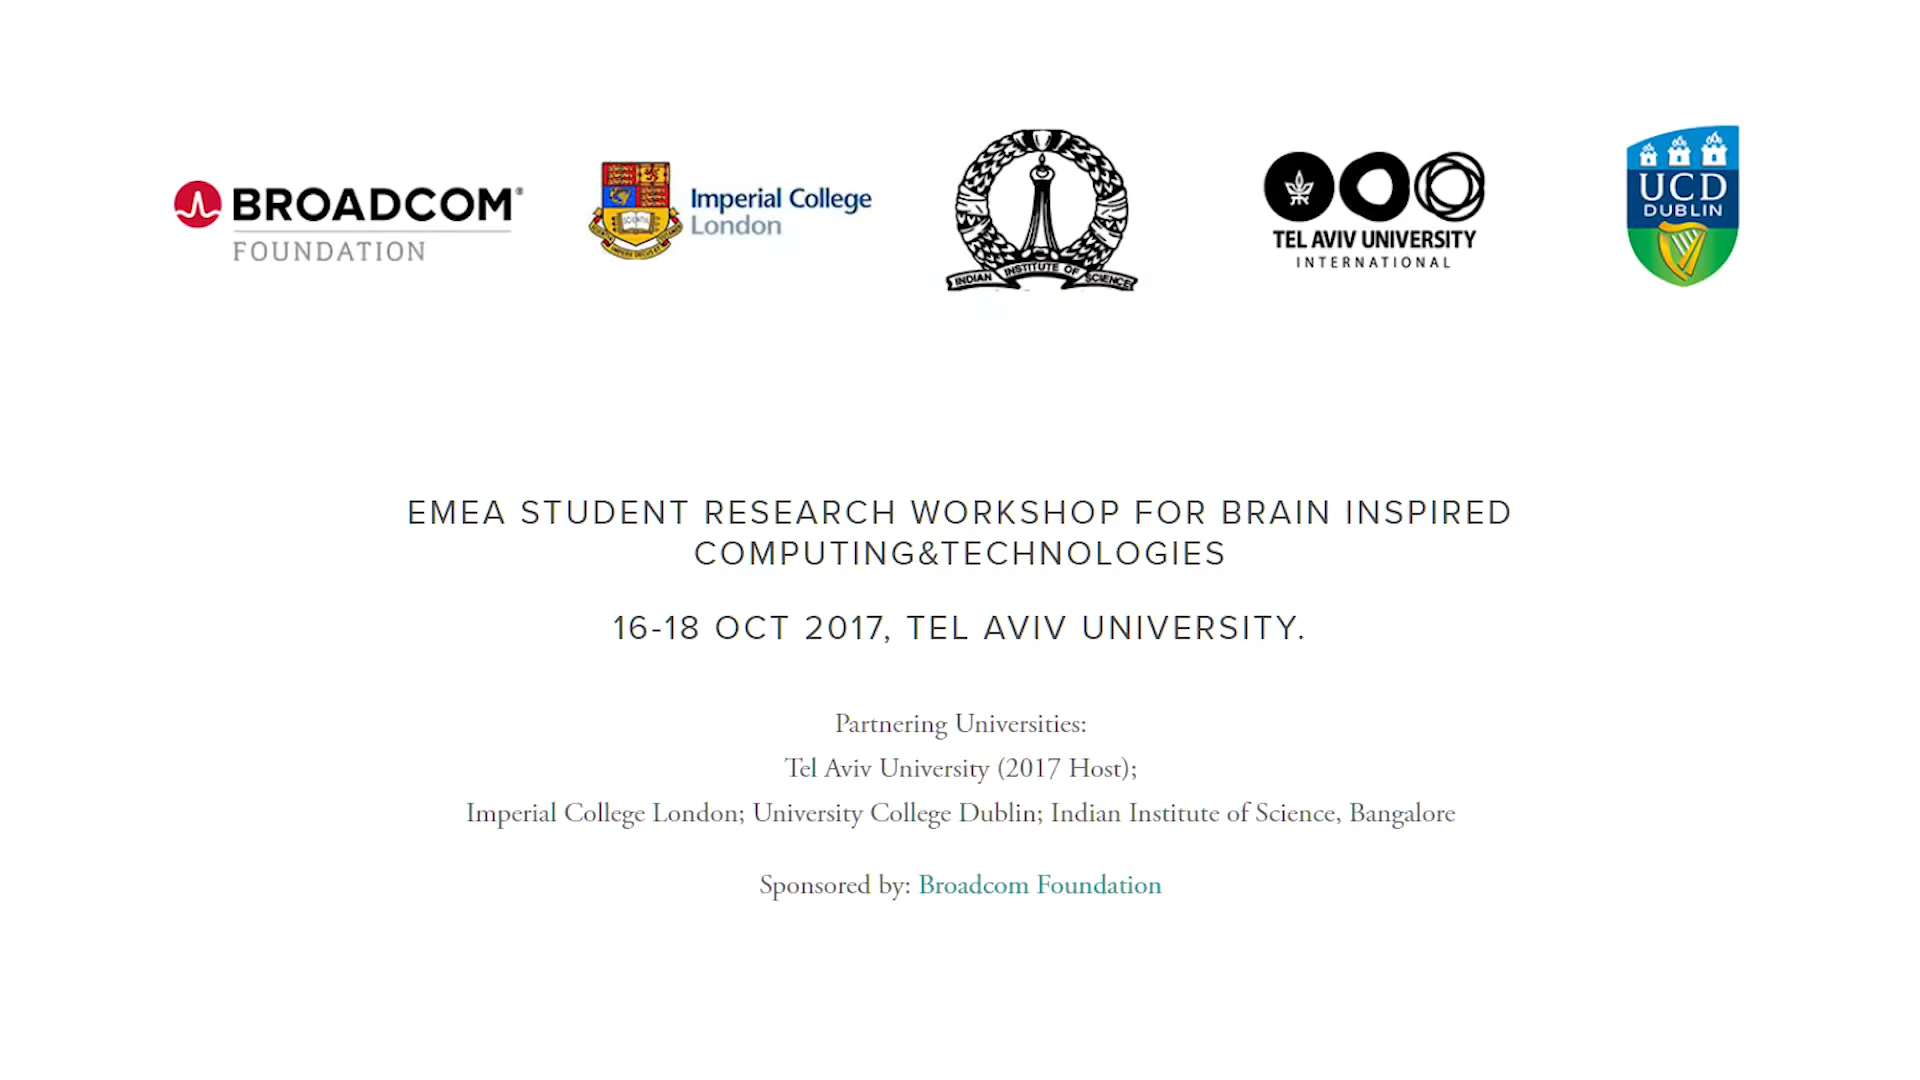 BROADCOM®
FOUNDATION
Imperial College
London
INDIAN INSTITUTE OF SCIENCE
TEL AVIV UNIVERSITY
INTERNATIONAL
UCD
DUBLIN
EMEA STUDENT RESEARCH WORKSHOP FOR BRAIN INSPIRED
COMPUTING&TECHNOLOGIES
16-18 OCT 2017, TEL AVIV UNIVERSITY.
Partnering Universities:
Tel Aviv University (2017 Host);
Imperial College London; University College Dublin; Indian Institute of Science, Bangalore
Sponsored by: Broadcom Foundation